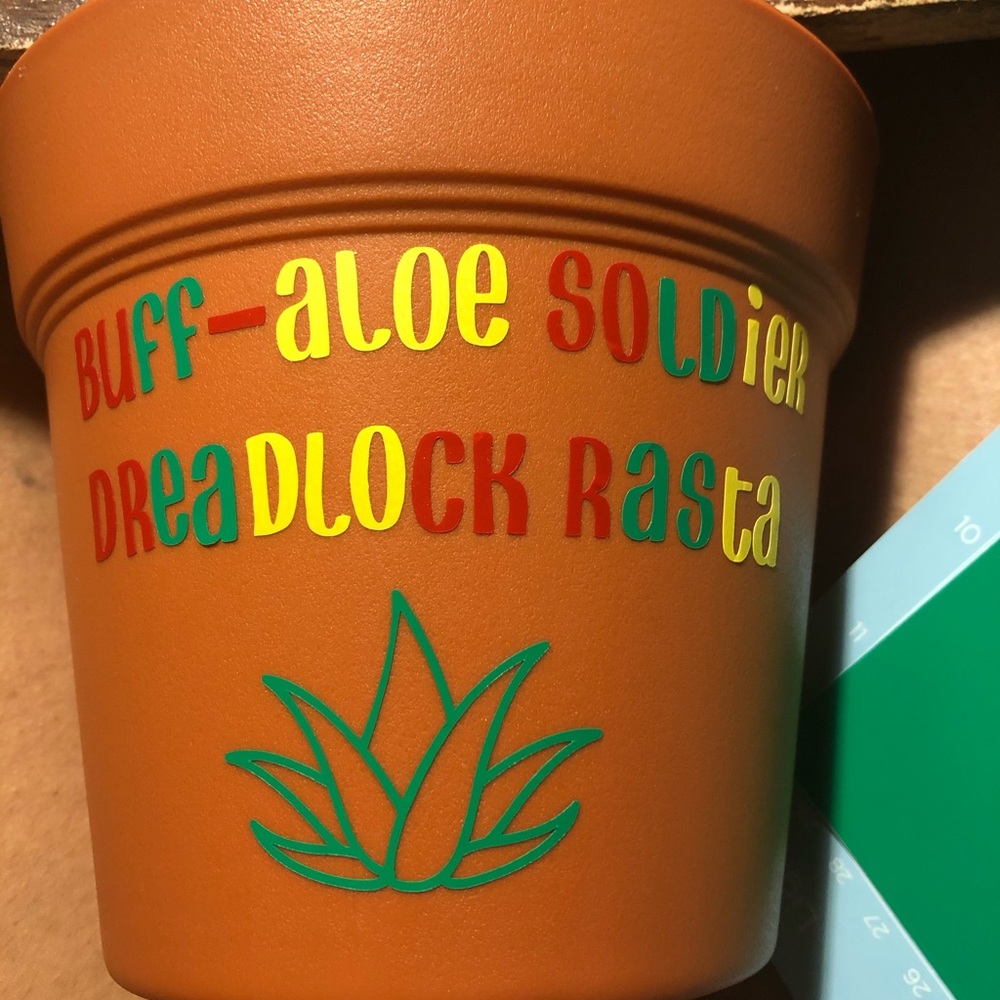 BUff-aloe SOLDieR
DReaDLOCK Rasta
10
11
28
27
26